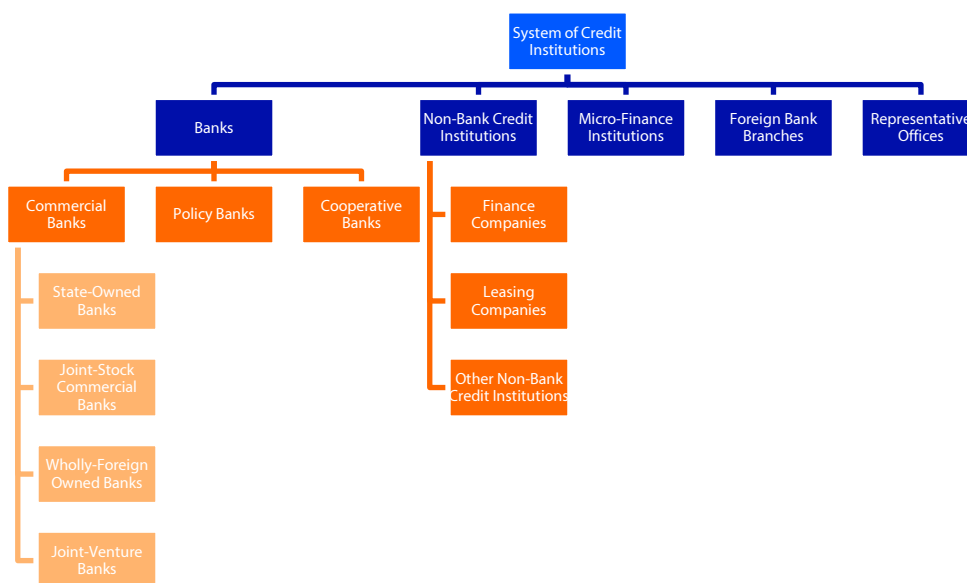 System of Credit
Institutions
Banks
Non-Bank Credit
Institutions
Micro-Finance
Institutions
Foreign Bank
Branches
Representative
Offices
Commercial
Banks
Policy Banks
Cooperative
Banks
Finance
Companies
State-Owned
Banks
Leasing
Companies
Joint-Stock
Commercial
Banks
Other Non-Bank
Credit Institutions
Wholly-Foreign
Owned Banks
Joint-Venture
Banks